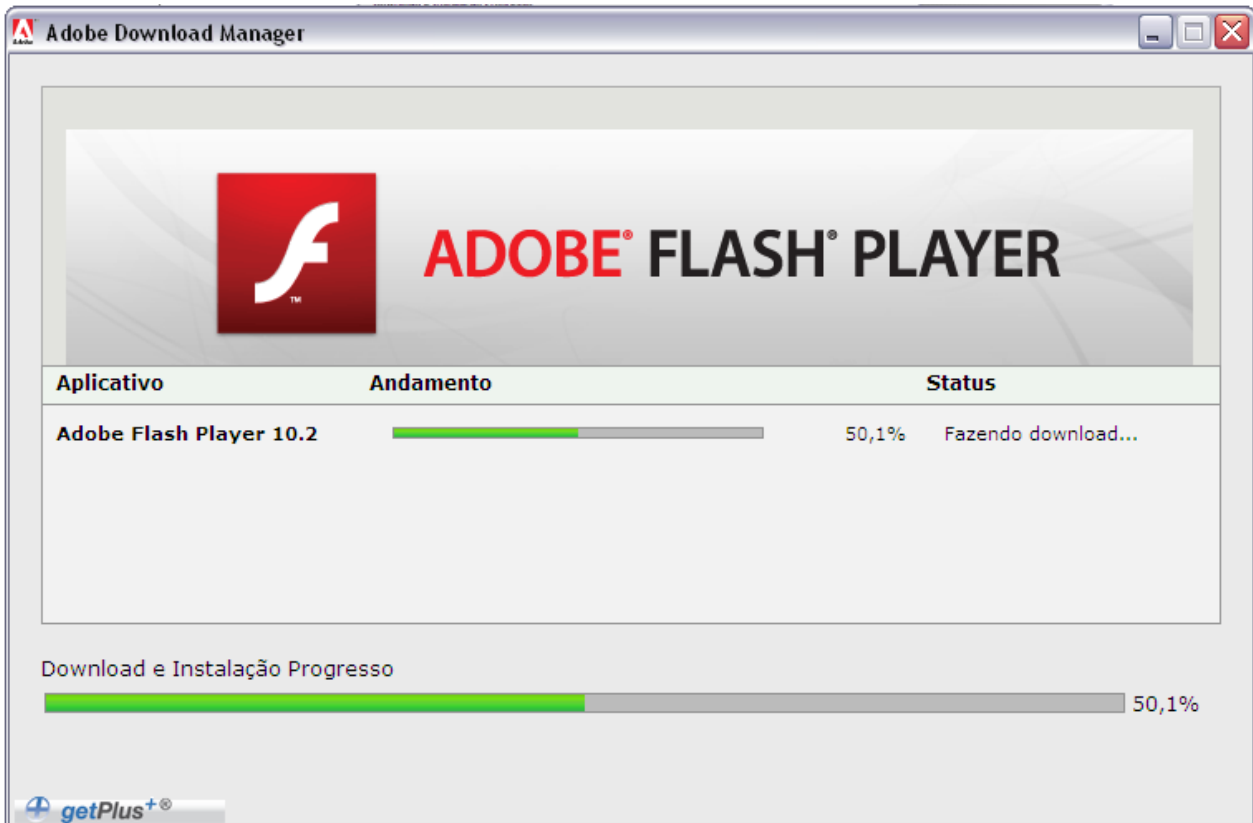 Adobe Download Manager
ADOBE® FLASH® PLAYER
TM
Aplicativo Andamento Status
Adobe Flash Player 10.2 50,1% Fazendo download...
Download e Instalação Progresso
50,1%
getPlus+®